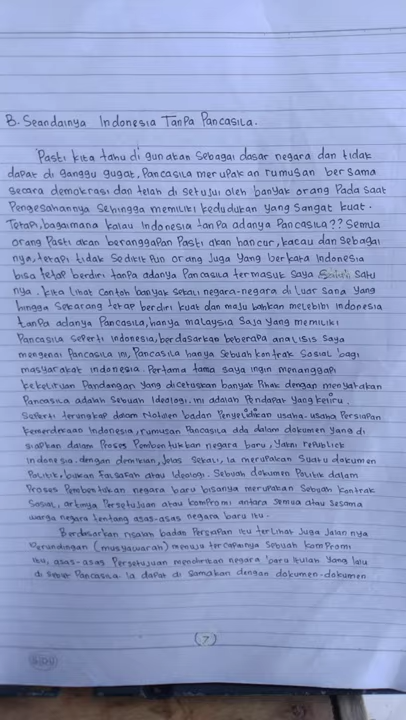 B. Seandainya Indonesia Tanpa Pancasila.
Pasti kita tahu di gunakan sebagai dasar negara dan tidak
dapat di ganggu gugat, Pancasila merupakan rumusan bersama
secara demokrasi dan telah di setujui oleh banyak orang Pada saat
Pengesahannya sehingga memiliki kedudukan yang sangat kuat.
Tetapi, bagaimana kalau Indonesia tanpa adanya Pancasila?? Semua
orang Pasti akan beranggapan Pasti akan hancur, kacau dan sebagai
nya, tetapi tidak sedikit Pun orang Juga Yang berkata Indonesia
bisa tetap berdiri tanpa adanya Pancasila termasuk saya satu
nya. kita lihat Contoh banyak sekali negara-negara di luar sana yang
hingga sekarang tetap berdiri kuat dan maju bahkan melebihi Indonesia
tanpa adanya Pancasila, hanya malaysia saja yang memiliki
Pancasila seperti Indonesia, berdasarkan beberapa analisis saya
mengenai Pancasila ini, Pancasila hanya sebuah kontrak sosial bagi
masyarakat indonesia. Pertama tama saya ingin menanggapi
kekeliruan Pandangan Yang dicetuskan banyak Pihak dengan menyatakan
Pancasila adalah sebuah Ideologi. ini adalah Pendapat yang keliru.
Seperti terungkap dalam Notulen badan Penyelidikan usaha-usaha Persiapan
kemerdekaan Indonesia, rumusan Pancasila ada dalam dokumen yang di
siapkan dalam Proses Pembentukban negara baru, Yakni republick
Indonesia. dengan demikian, Jelas sekali, Ia merupakan Suatu dokumen
Politik, bukan Falsafah atau Ideologi. Sebuah dokumen Politik dalam
Proses Pembentukan negara baru bisanya merupakan Sebuah kontrak
Sosial, artinya Persetujuan atau kompromi antara semua atau sesama
warga negara tentang asas-asas negara baru itu.
Berdasarkan risalah badan Persiapan itu terlihat Juga Jalan nya
Perundingan (musyawarah) menuju tercapainya Sebuah komPromi
itu, asas-asas Persetujuan mendirikan negara baru itulah Yang lalu
di sebut Pancasila. Ia dapat di samakan dengan dokumen-dokumen
(7)
SIDU